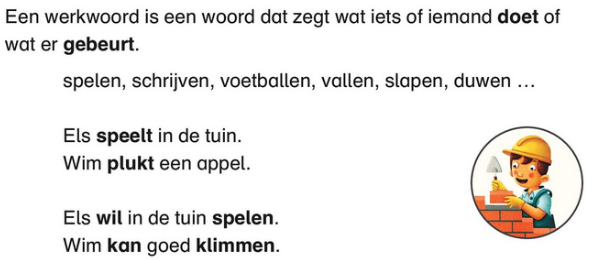 Een werkwoord is een woord dat zegt wat iets of iemand doet of
wat er gebeurt.
spelen, schrijven, voetballen, vallen, slapen, duwen ...
Els speelt in de tuin.
Wim plukt een appel.
Els wil in de tuin spelen.
Wim kan goed klimmen.